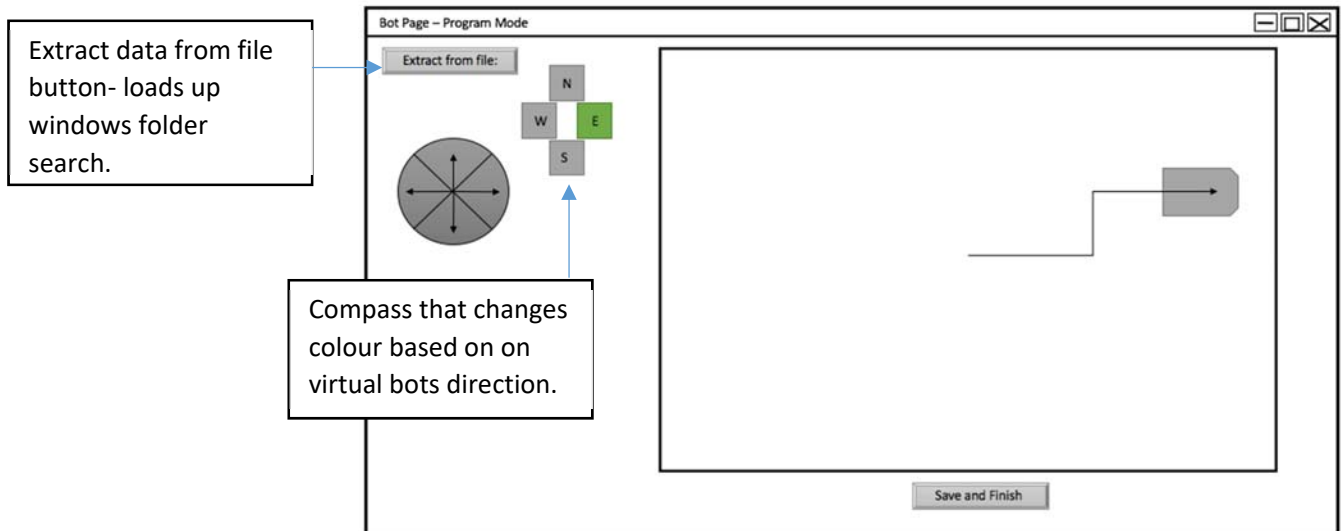 Bot Page – Program Mode
Extract data from file
button- loads up
windows folder
search.
Extract from file:
N
W E
S
Compass that changes
colour based on on
virtual bots direction.
Save and Finish